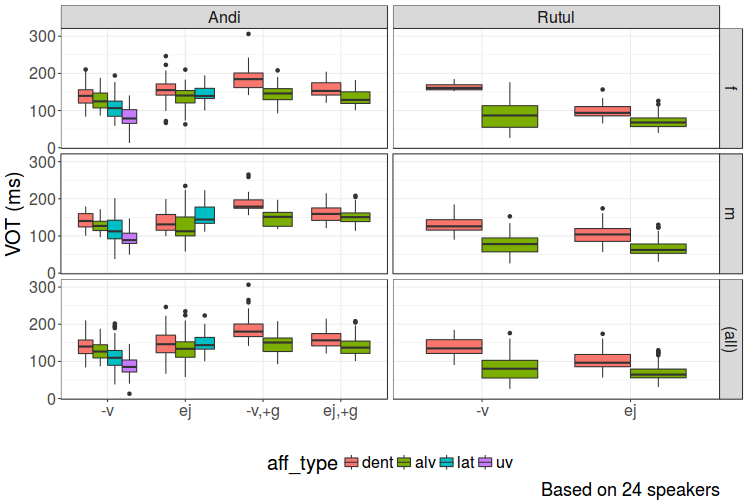 Andi Rutul
300
200
100
0
f
300
200
100
0
m
300
200
100
0
(all)
VOT (ms)
-v ej -v,+g ej,+g -v ej
aff_type dent alv lat uv
Based on 24 speakers